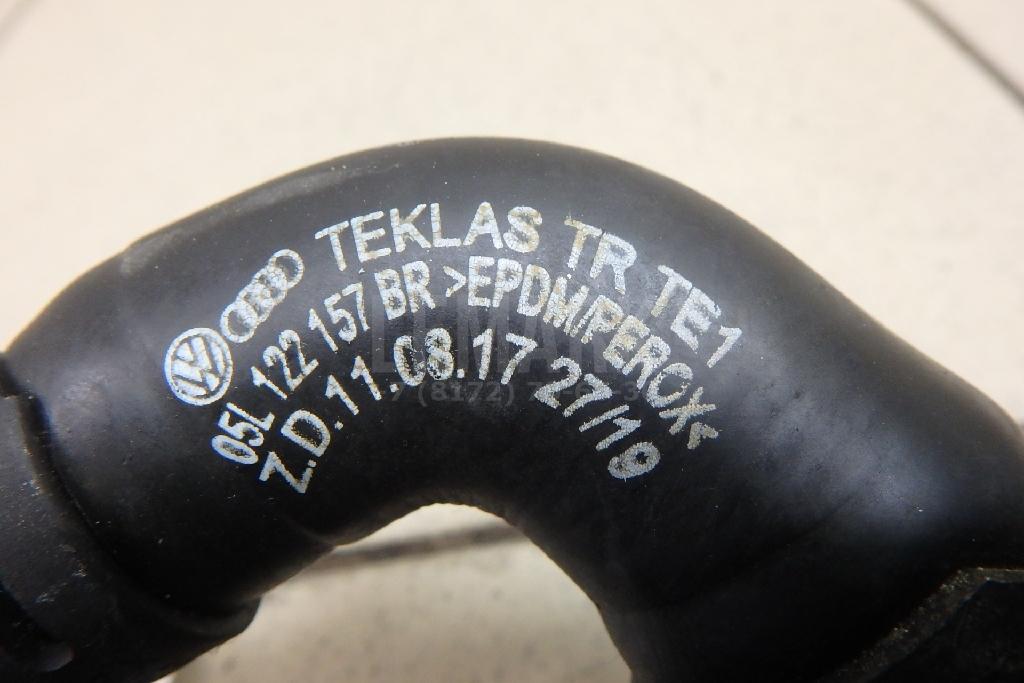 TEKLAS TR TE1
05L 122 157 BR >EPDM/PEROX<
Z.D.11.08.17 27/19